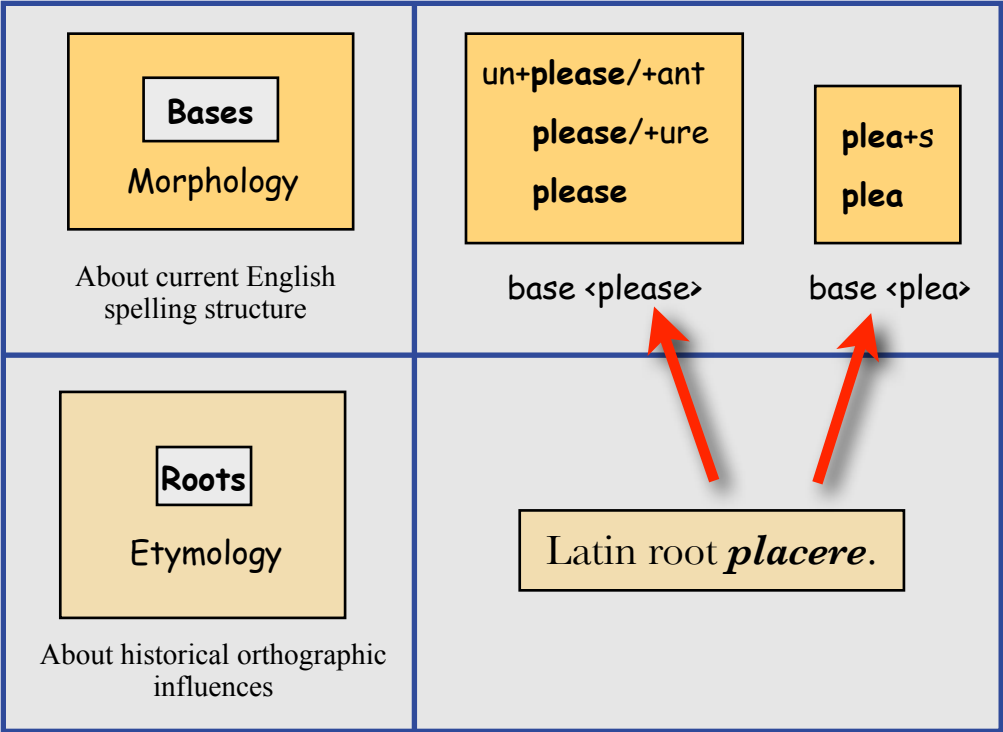 Bases
Morphology
About current English
spelling structure
un+please/+ant
please/+ure
please
base <please>
plea+s
plea
base <plea>
Roots
Etymology
About historical orthographic
influences
Latin root placere.